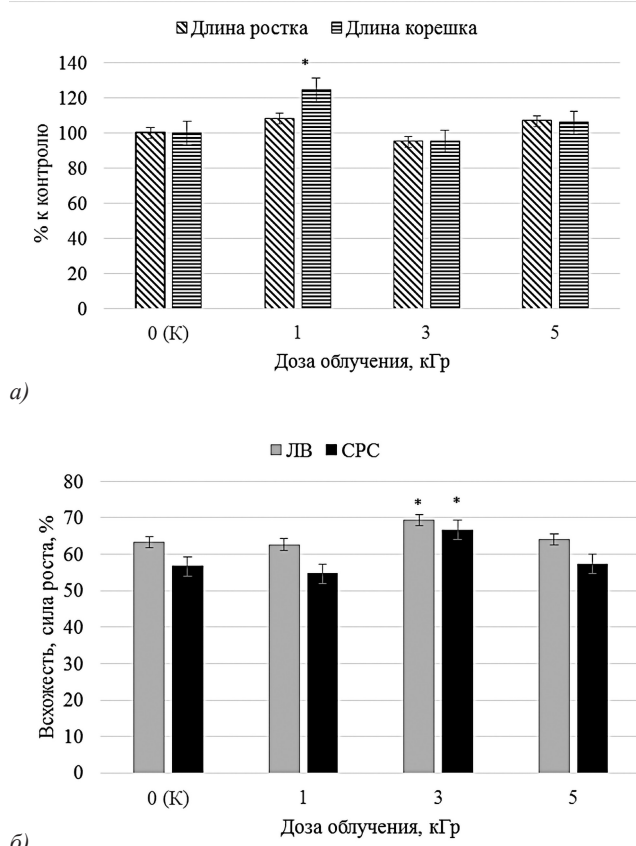 Длина ростка Длина корешка
*
140
120
100
80
60
40
20
0
% к контролю
0 (К) 1 3 5
Доза облучения, кГр
а)
ЛВ СРС
* *
80
70
60
50
40
30
20
10
0
Всхожесть, сила роста, %
0 (К) 1 3 5
Доза облучения, кГр
б)